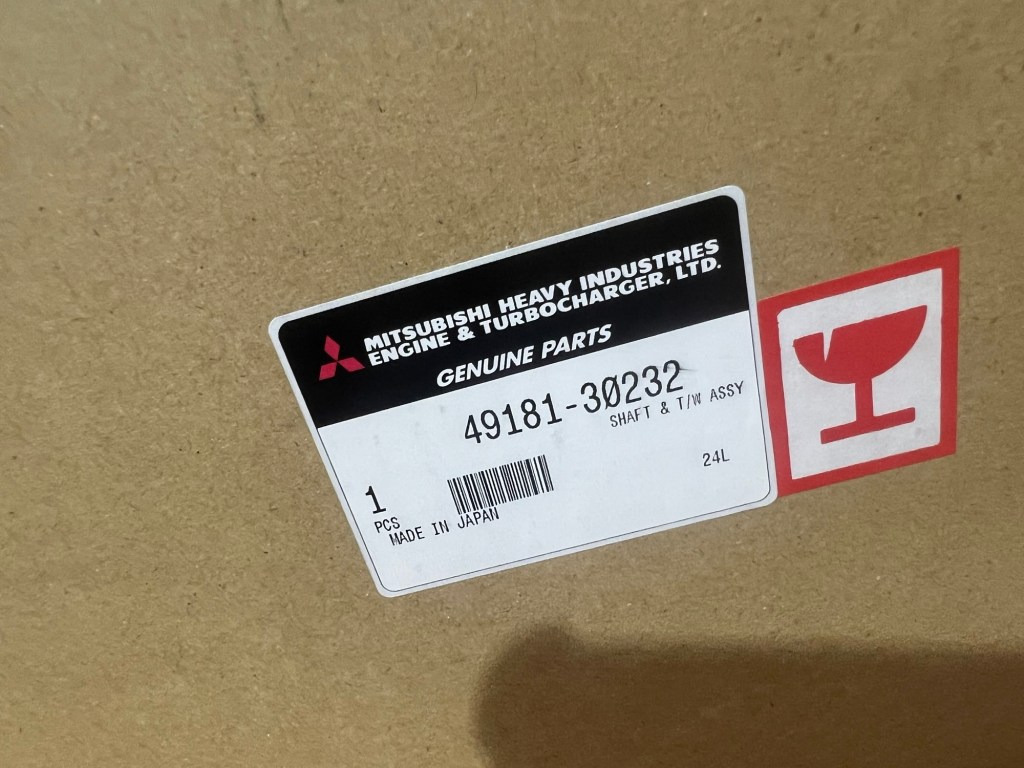 MITSUBISHI HEAVY INDUSTRIES
ENGINE & TURBOCHARGER, LTD.
GENUINE PARTS
49181-30232
SHAFT & T/W ASSY
24L
1
PCS
MADE IN JAPAN